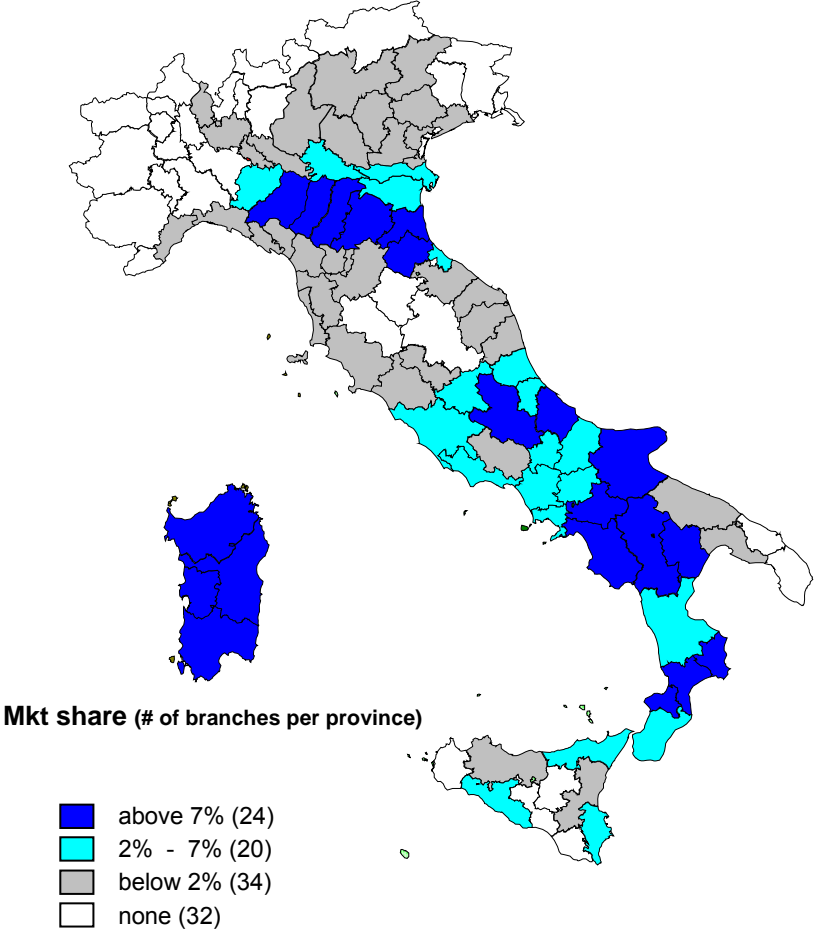 Mkt share (# of branches per province)
above 7% (24)
2% - 7% (20)
below 2% (34)
none (32)